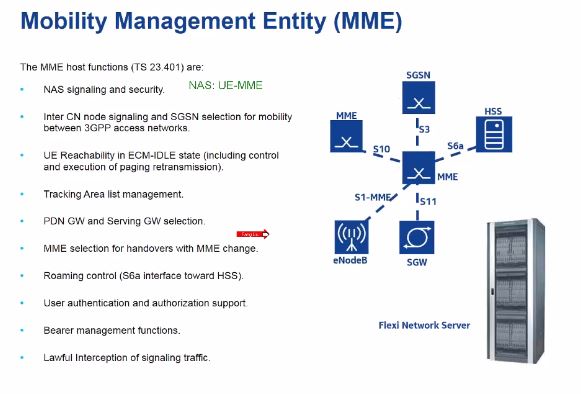 Mobility Management Entity (MME)
The MME host functions (TS 23.401) are:
NAS signaling and security.
NAS: UE-MME
Inter CN node signaling and SGSN selection for mobility
between 3GPP access networks.
UE Reachability in ECM-IDLE state (including control
and execution of paging retransmission).
Tracking Area list management.
PDN GW and Serving GW selection.
MME selection for handovers with MME change.
Roaming control (S6a interface toward HSS).
User authentication and authorization support.
Bearer management functions.
Lawful Interception of signaling traffic.
SGSN
MME
HSS
S3
S10
S6a
MME
S1-MME
S11
eNodeB
SGW
Flexi Network Server